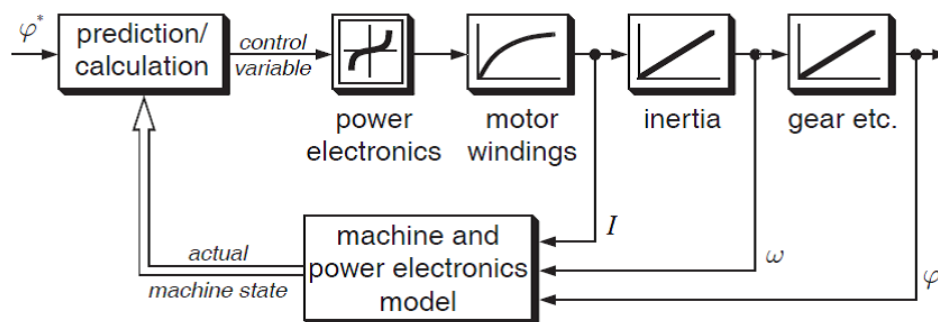 φ*
prediction/
calculation
control
variable
power
electronics
motor
windings
inertia
gear etc.
I
ω
φ
machine and
power electronics
model
actual
machine state